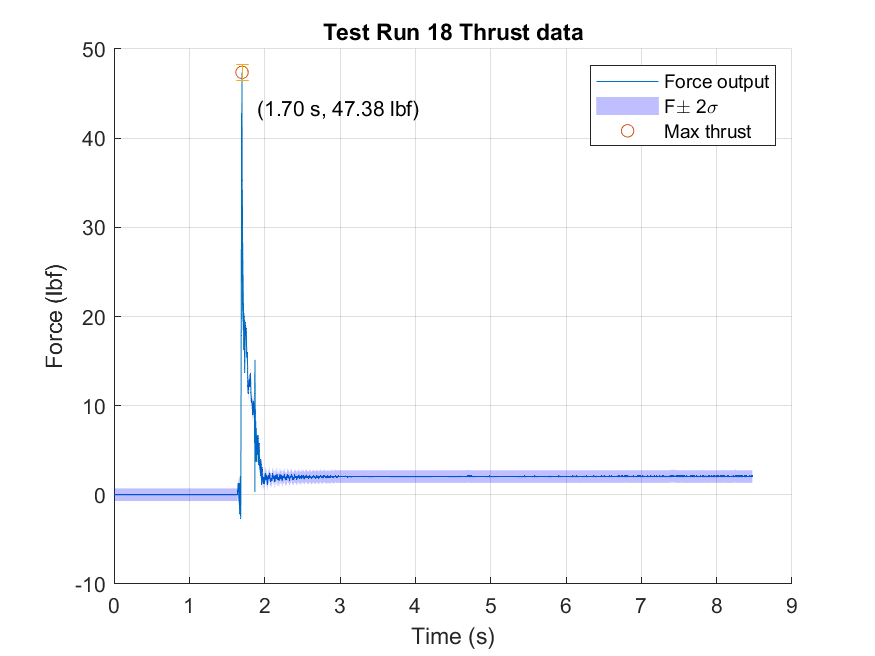 Test Run 18 Thrust data
50
40
30
20
10
0
-10
Force (lbf)
(1.70 s, 47.38 lbf)
Force output
F± 2σ
Max thrust
0 1 2 3 4 5 6 7 8 9
Time (s)